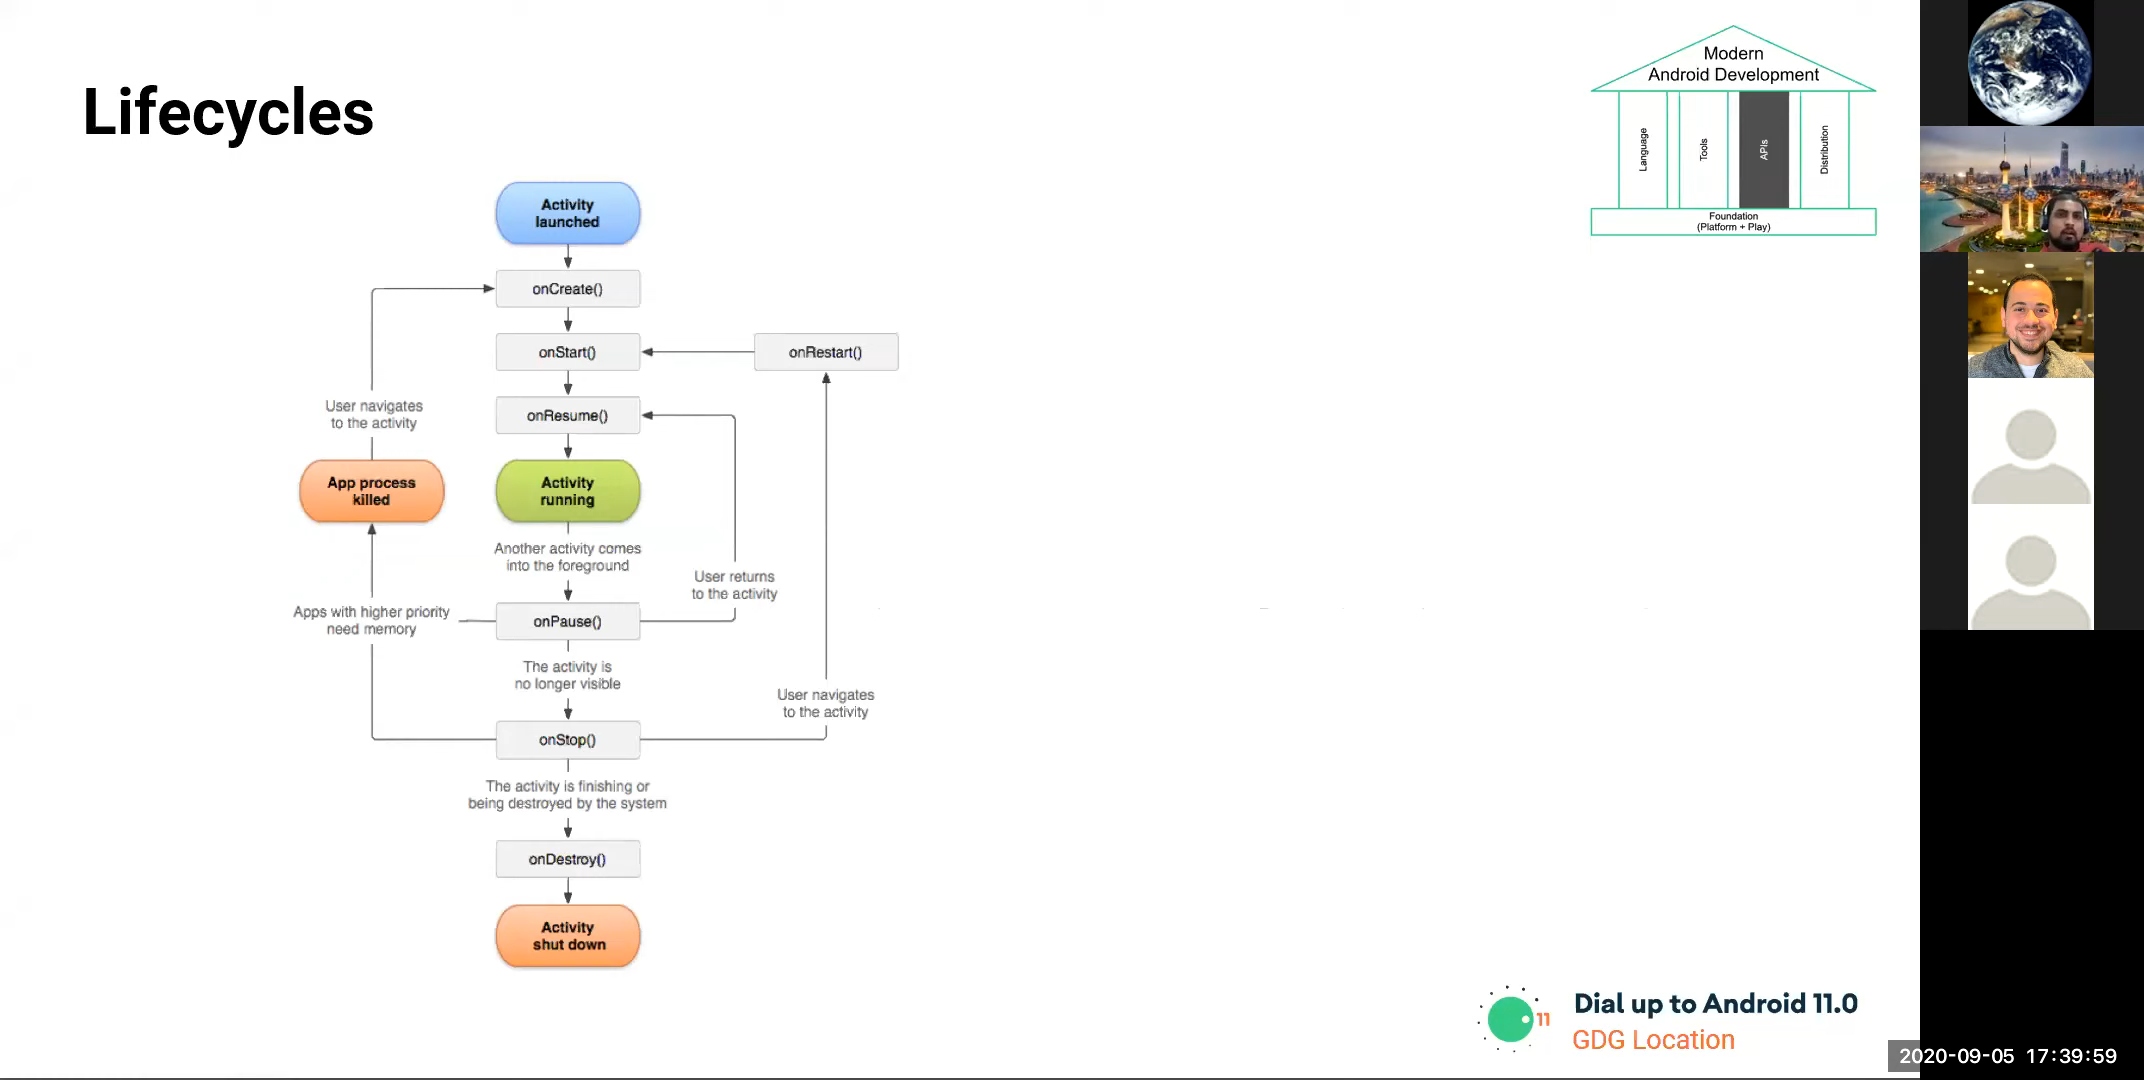 Lifecycles
Modern
Android Development
Language
Tools
APIs
Distribution
Foundation
(Platform + Play)
Activity
launched
onCreate()
onStart()
onRestart()
onResume()
User navigates
to the activity
App process
killed
Activity
running
Another activity comes
into the foreground
User returns
to the activity
Apps with higher priority
need memory
onPause()
The activity is
no longer visible
User navigates
to the activity
onStop()
The activity is finishing or
being destroyed by the system
onDestroy()
Activity
shut down
11
Dial up to Android 11.0
GDG Location
2020-09-05 17:39:59